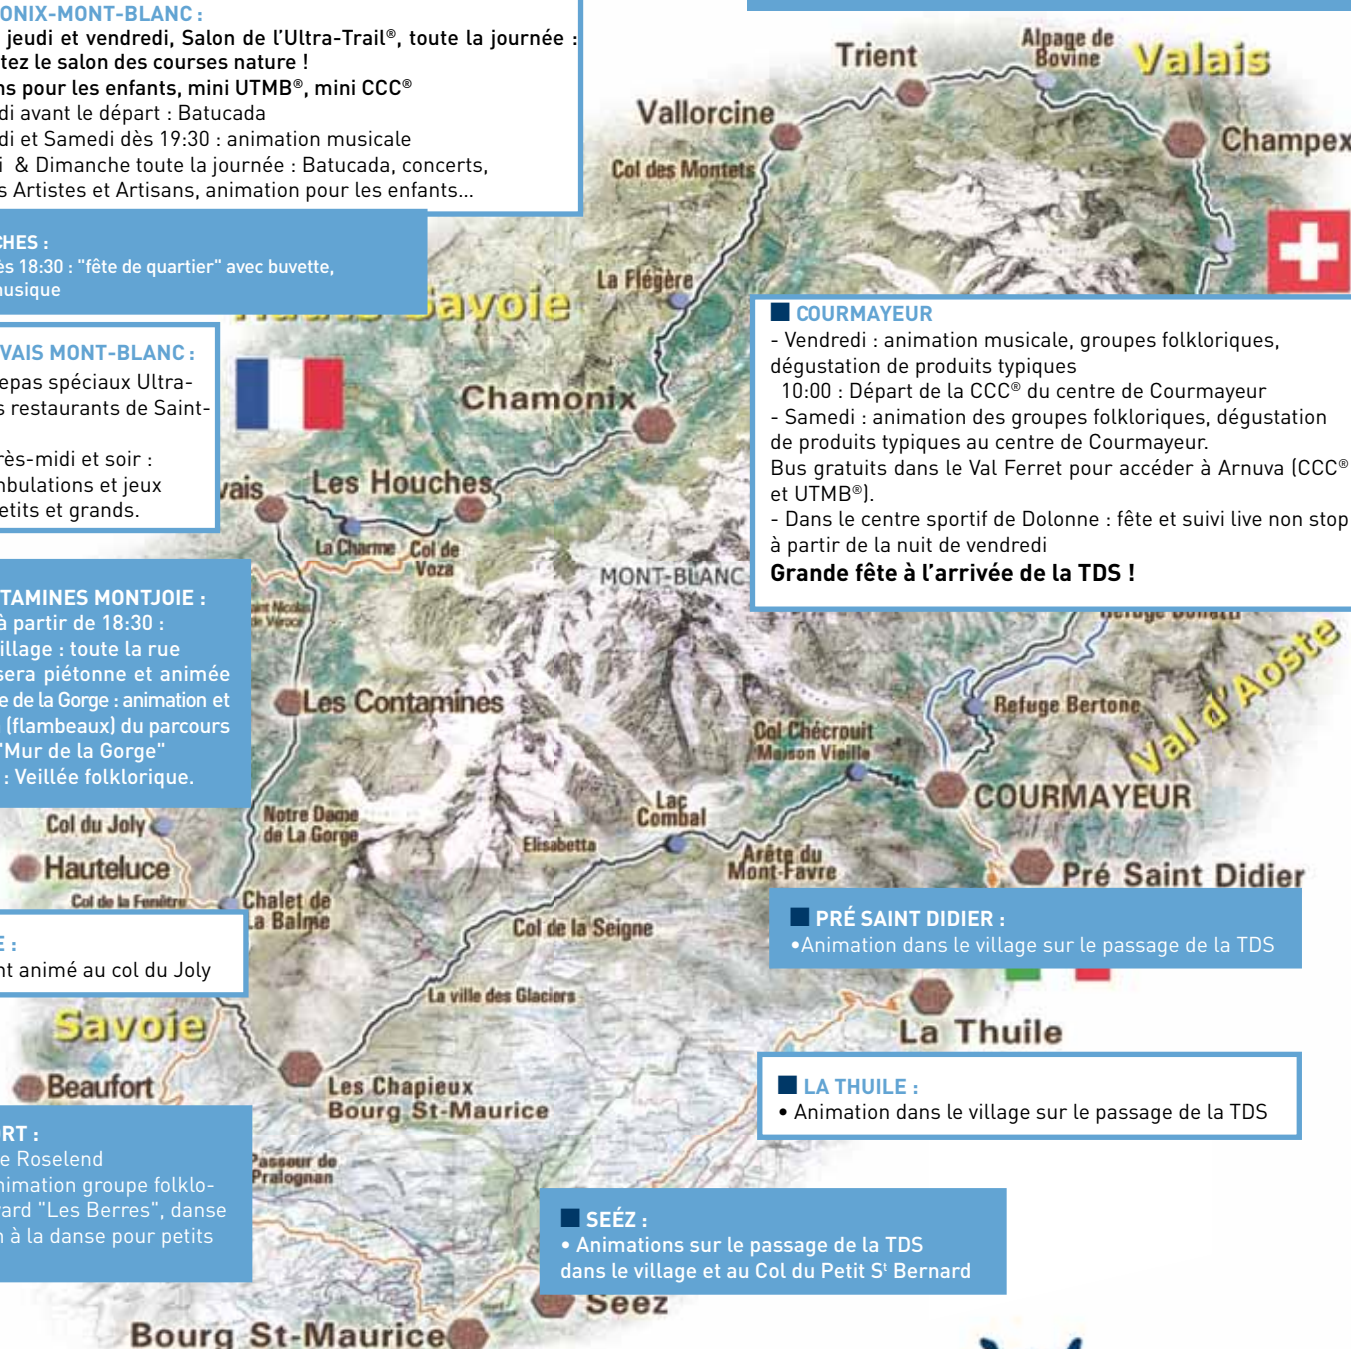 ONIX-MONT-BLANC :
jeudi et vendredi, Salon de l’Ultra-Trail®, toute la journée :
tez le salon des courses nature !
ns pour les enfants, mini UTMB®, mini CCC®
di avant le départ : Batucada
di et Samedi dès 19:30 : animation musicale
i & Dimanche toute la journée : Batucada, concerts,
s Artistes et Artisans, animation pour les enfants...
CHES :
ès 18:30 : "fête de quartier" avec buvette,
musique
Haute Savoie
VAIS MONT-BLANC :
epas spéciaux Ultra-
s restaurants de Saint-
rès-midi et soir :
mbulations et jeux
etits et grands.
Trient
Alpage de
Bovine
Valais
Vallorcine
Champex
Col des Montets
La Flégère
Chamonix
vais
Les Houches
La Charme
Col de
Voza
MONT-BLANC
COURMAYEUR
- Vendredi : animation musicale, groupes folkloriques,
dégustation de produits typiques
10:00 : Départ de la CCC® du centre de Courmayeur
- Samedi : animation des groupes folkloriques, dégustation
de produits typiques au centre de Courmayeur.
Bus gratuits dans le Val Ferret pour accéder à Arnuva (CCC®
et UTMB®).
- Dans le centre sportif de Dolonne : fête et suivi live non stop
à partir de la nuit de vendredi
Grande fête à l’arrivée de la TDS !
TAMINES MONTJOIE :
à partir de 18:30 :
illage : toute la rue
sera piétonne et animée
e de la Gorge : animation et
(flambeaux) du parcours
"Mur de la Gorge"
: Veillée folklorique.
Les Contamines
Refuge Bertone
Val d'Aoste
Col Chécrouit
Maison Vieille
COURMAYEUR
Col du Joly
Notre Dame
de La Gorge
Lac
Combal
Elisabetta
Arête du
Mont-Favre
Hauteluce
Pré Saint Didier
Col de la Fenêtre
Chalet de
La Balme
Col de la Seigne
PRÉ SAINT DIDIER :
•Animation dans le village sur le passage de la TDS
E :
nt animé au col du Joly
La ville des Glaciers
Savoie
La Thuile
Beaufort
Les Chapieux
Bourg St-Maurice
LA THUILE :
• Animation dans le village sur le passage de la TDS
RT :
e Roselend
nimation groupe folklo-
ard "Les Berres", danse
n à la danse pour petits
Passeur de
Pralognan
SEÉZ :
• Animations sur le passage de la TDS
dans le village et au Col du Petit St Bernard
Séez
Bourg St-Maurice